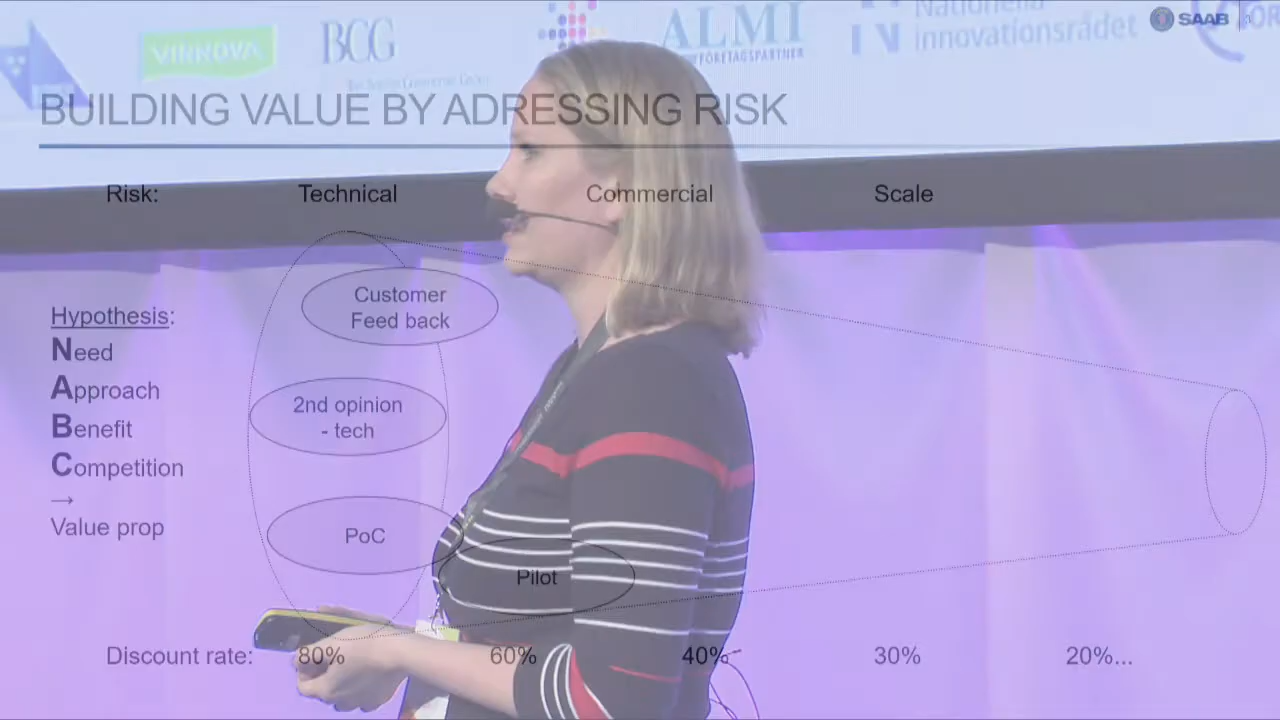 VINNOVA
BCG
ALMI
FÖRETAGSPARTNER
Nationella
innovationsrådet
SAAB
BUILDING VALUE BY ADRESSING RISK
Risk: Technical Commercial Scale
Customer
Feed back
Hypothesis:
Need
Approach
2nd opinion
- tech
Benefit
Competition
→
Value prop
PoC
Pilot
Discount rate: 80% 60% 40% 30% 20%...